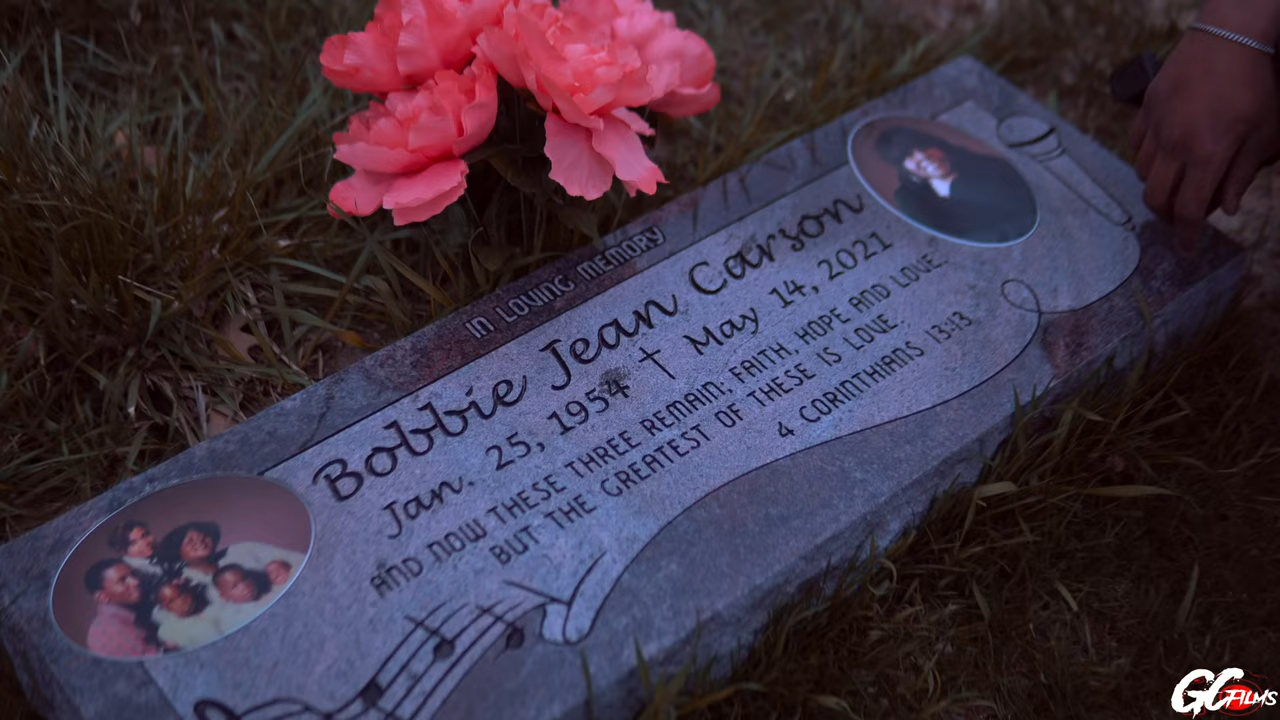 IN LOVING MEMORY
Bobbie Jean Carson
Jan. 25, 1954 † May 14, 2021
AND NOW THESE THREE REMAIN; FAITH, HOPE AND LOVE.
BUT THE GREATEST OF THESE IS LOVE.
4 CORINTHIANS 13:13
GC FILMS